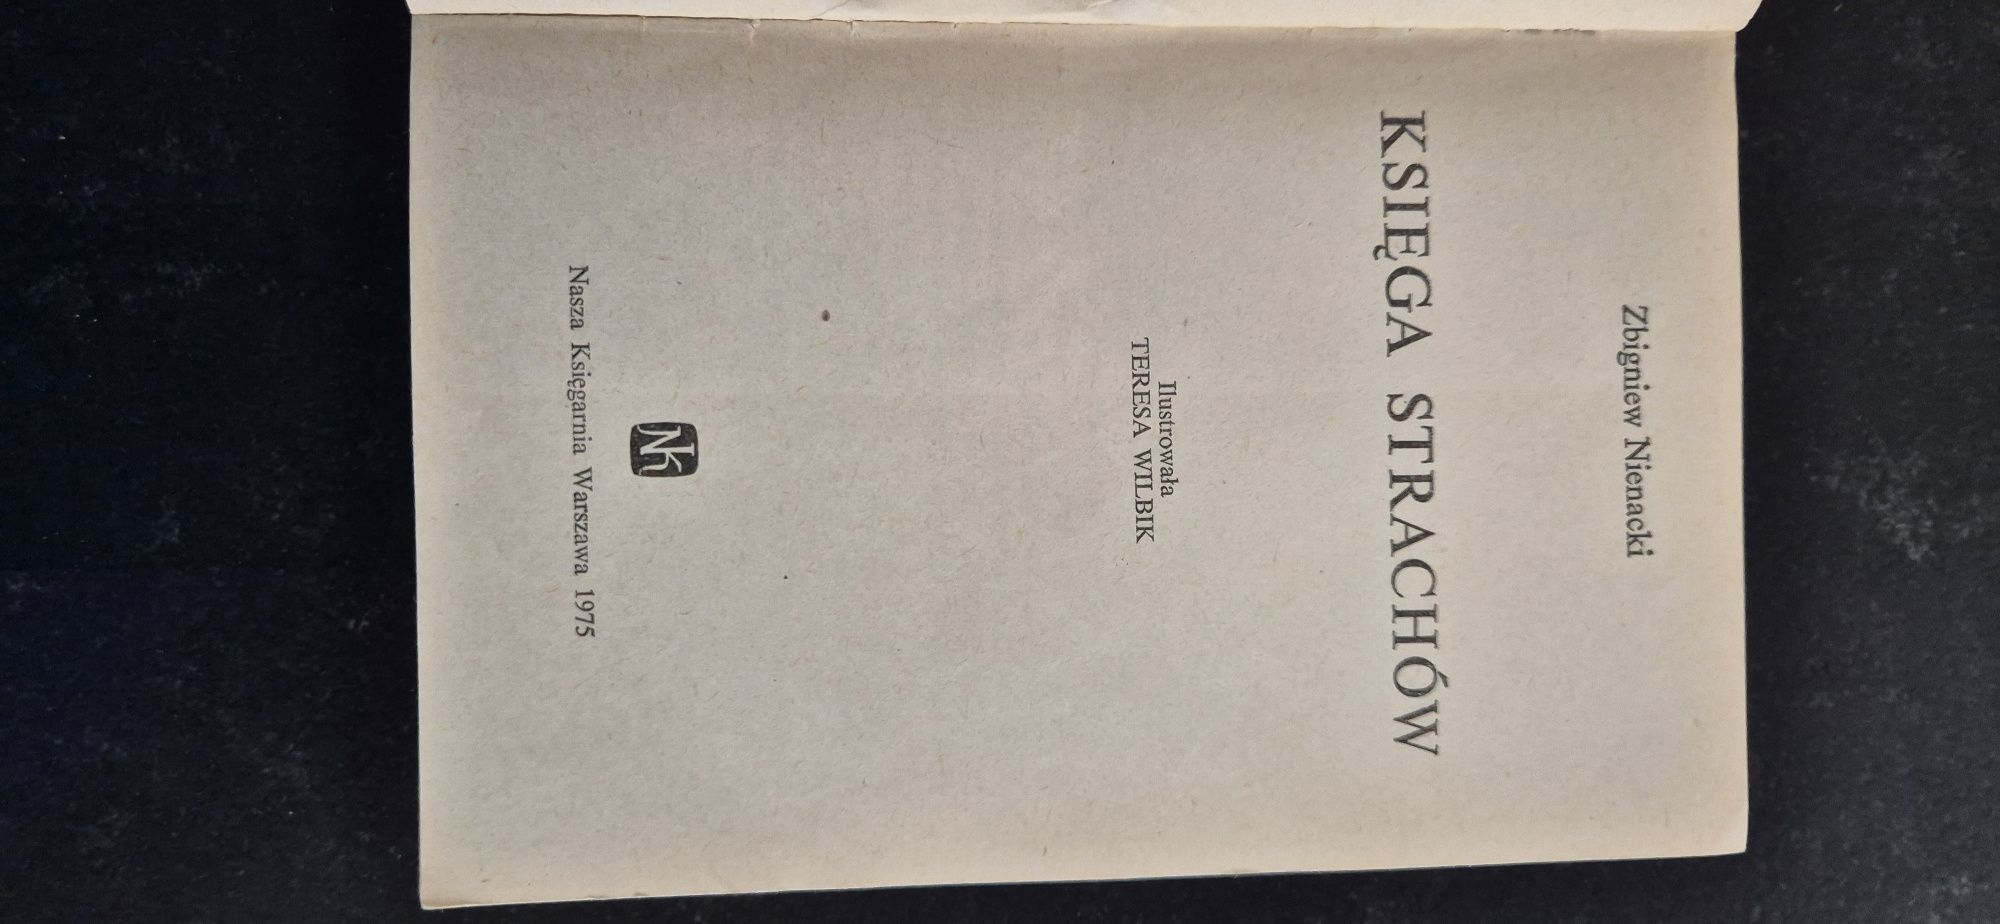 Zbigniew Nienacki
KSIĘGA STRACHÓW
Ilustrowała
TERESA WILBIK
NK
Nasza Księgarnia Warszawa 1975